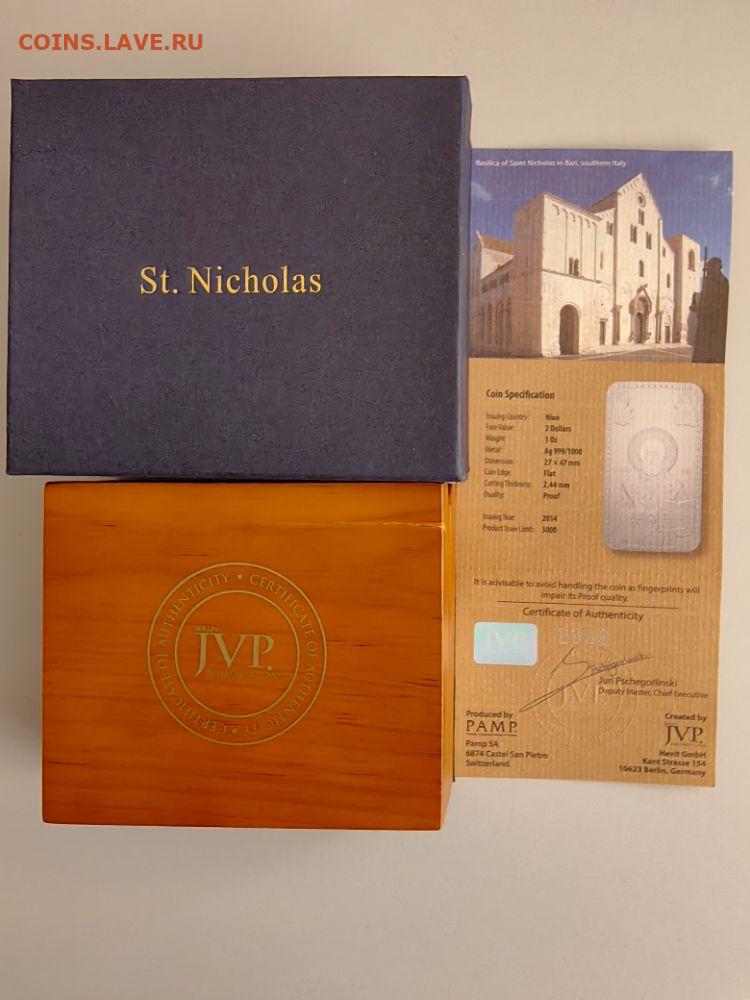 COINS.LAVE.RU
St. Nicholas
Basilica of Saint Nicholas in Bari, southern Italy
Coin Specification
Issuing Country: Niue
Face Value: 2 Dollars
Weight: 1 Oz
Metal: Ag 999/1000
Dimension: 27 × 47 mm
Coin Edge: Flat
Cutting Thickness: 2,44 mm
Quality: Proof
Issuing Year: 2014
Product Issue Limit: 3000
It is advisable to avoid handling the coin as fingerprints will
impair its Proof quality.
Certificate of Authenticity
JVP
Juri Pschegorlinski
Deputy Master, Chief Executive
Produced by
PAMP
Pamp SA
6874 Castel San Pietro
Switzerland
Created by
JVP.
Hevit GmbH
Kant Strasse 154
10623 Berlin, Germany
CERTIFICATE OF AUTHENTICITY • CERTIFICATE OF AUTHENTICITY •
JVP.